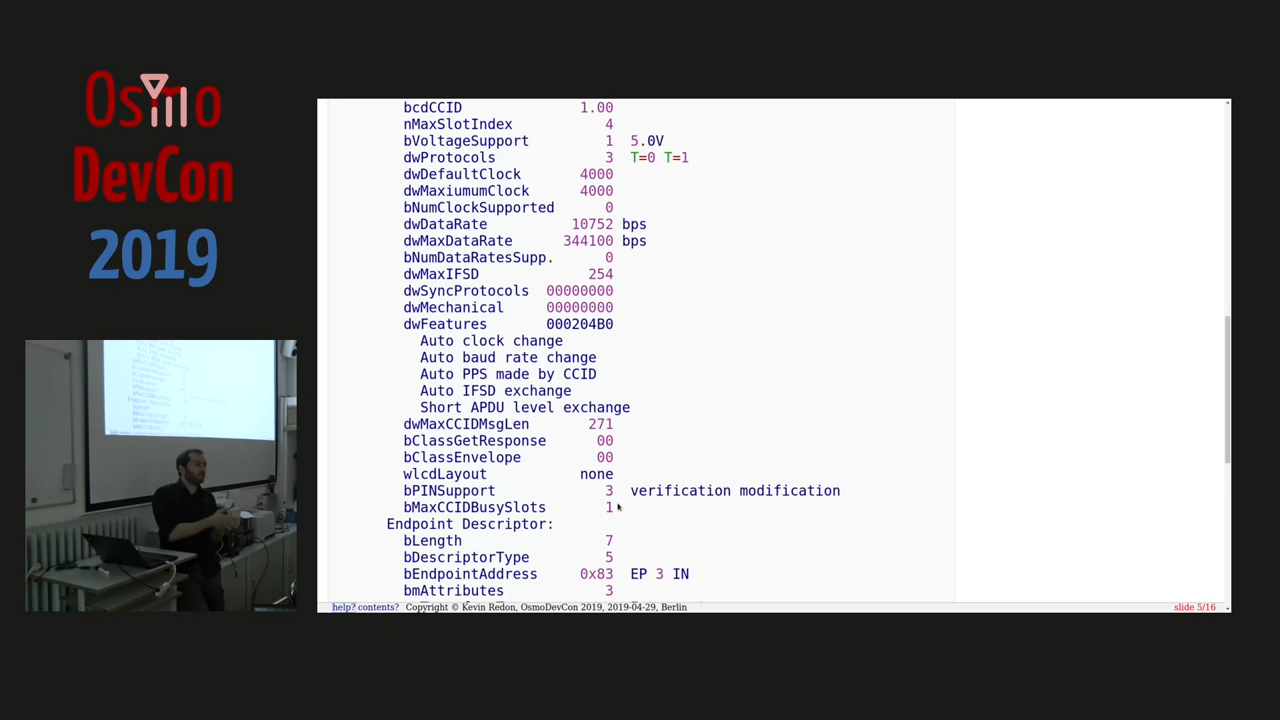 Osmo
DevCon
2019
bcdCCID 1.00
nMaxSlotIndex 4
bVoltageSupport 1 5.0V
dwProtocols 3 T=0 T=1
dwDefaultClock 4000
dwMaxiumumClock 4000
bNumClockSupported 0
dwDataRate 10752 bps
dwMaxDataRate 344100 bps
bNumDataRatesSupp. 0
dwMaxIFSD 254
dwSyncProtocols 00000000
dwMechanical 00000000
dwFeatures 000204B0
Auto clock change
Auto baud rate change
Auto PPS made by CCID
Auto IFSD exchange
Short APDU level exchange
dwMaxCCIDMsgLen 271
bClassGetResponse 00
bClassEnvelope 00
wlcdLayout none
bPINSupport 3 verification modification
bMaxCCIDBusySlots 1
Endpoint Descriptor:
bLength 7
bDescriptorType 5
bEndpointAddress 0x83 EP 3 IN
bmAttributes 3
help? contents? Copyright © Kevin Redon, OsmoDevCon 2019, 2019-04-29, Berlin slide 5/16